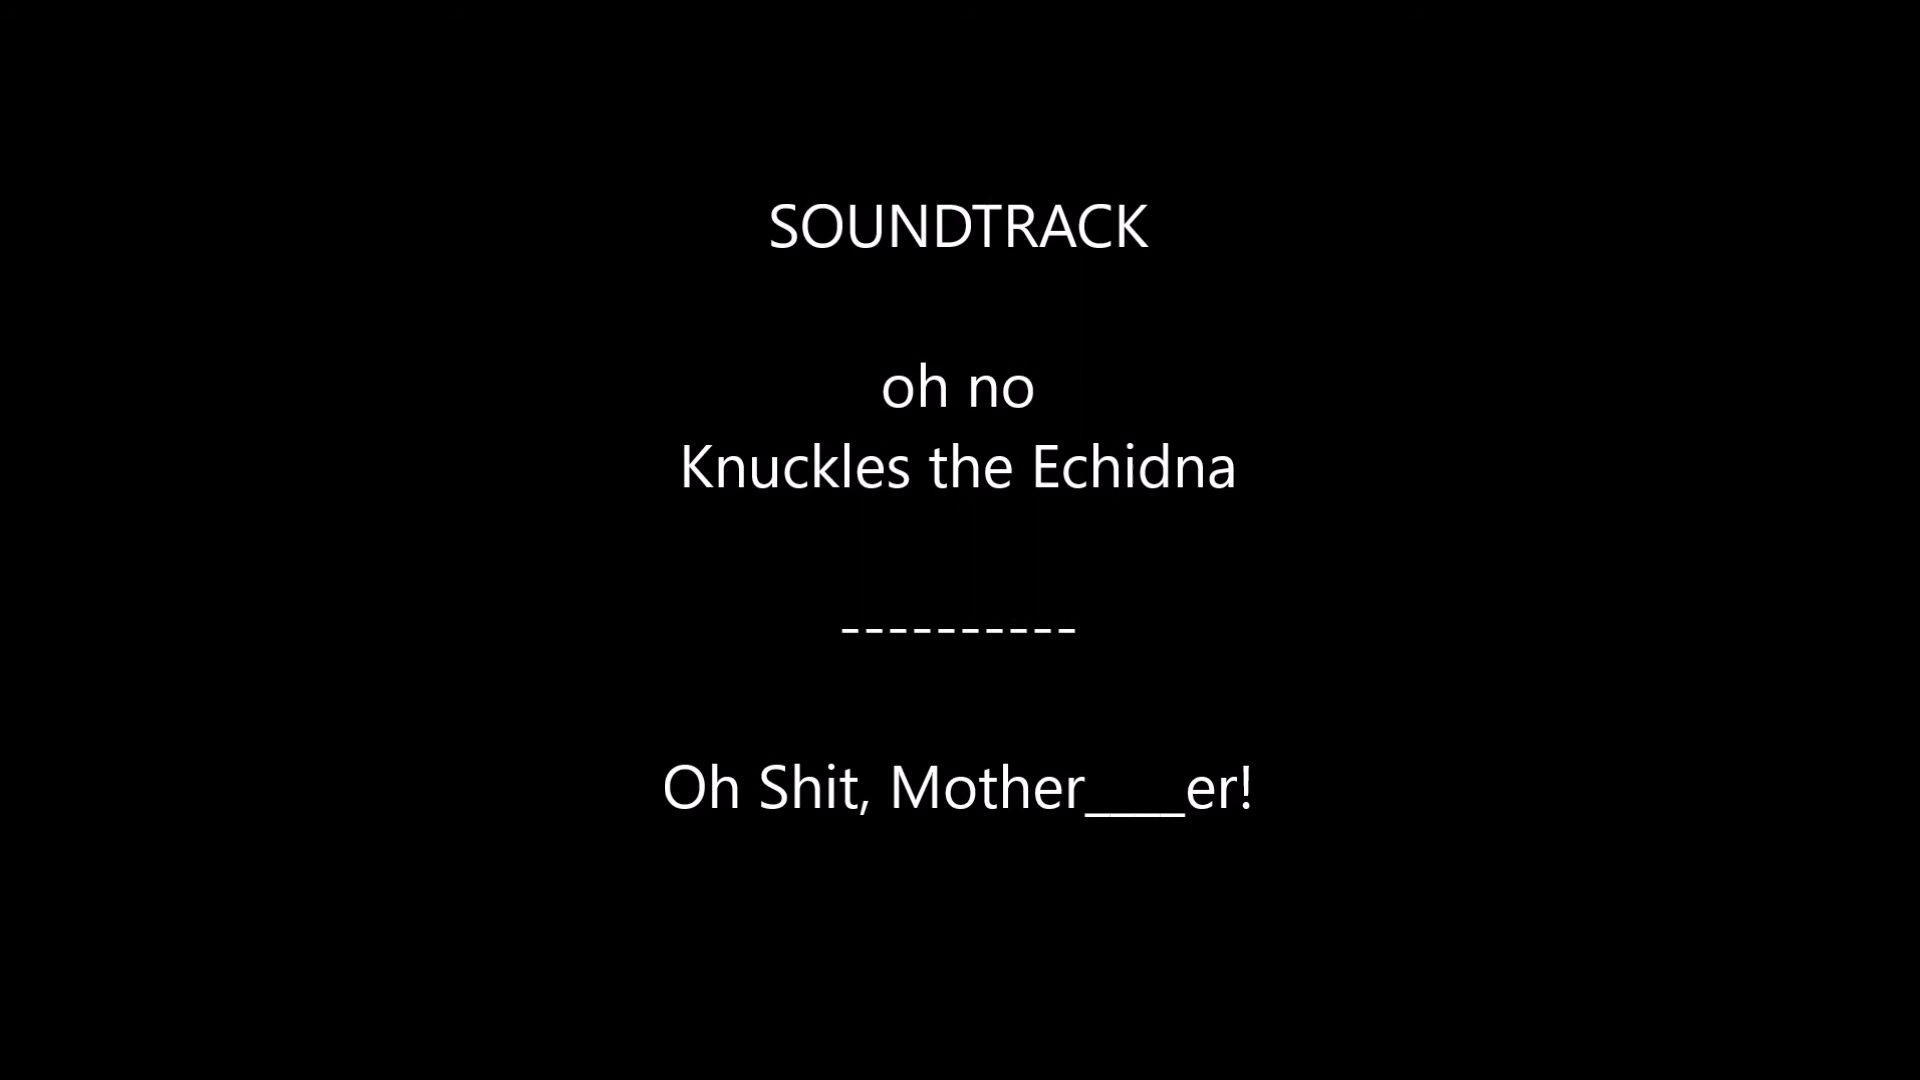 SOUNDTRACK
oh no
Knuckles the Echidna
----------
Oh Shit, Mother____er!